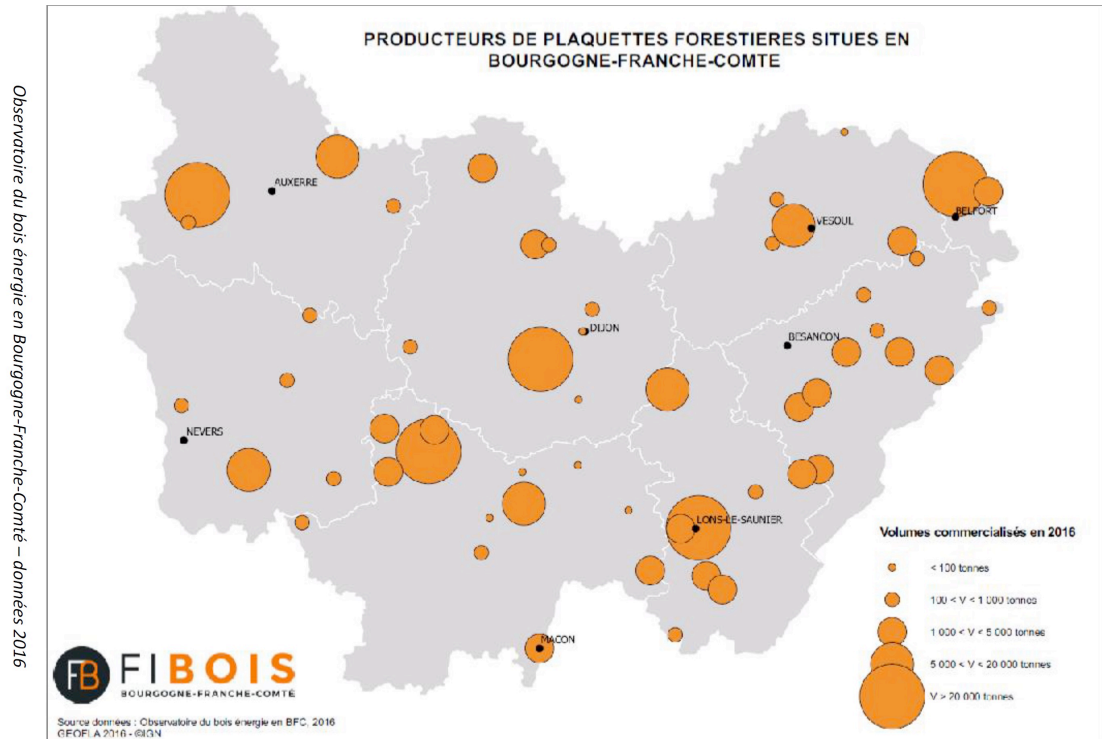 Observatoire du bois énergie en Bourgogne-Franche-Comté – données 2016
PRODUCTEURS DE PLAQUETTES FORESTIERES SITUES EN
BOURGOGNE-FRANCHE-COMTE
AUXERRE
VESOUL
BELFORT
DIJON
BESANCON
NEVERS
LONS-LE-SAUNIER
MACON
Volumes commercialisés en 2016
< 100 tonnes
100 < V < 1 000 tonnes
1 000 < V < 5 000 tonnes
5 000 < V < 20 000 tonnes
V > 20 000 tonnes
FB FIBOIS
BOURGOGNE-FRANCHE-COMTÉ
Source données : Observatoire du bois énergie en BFC, 2016
GEOFLA 2016 - ©IGN